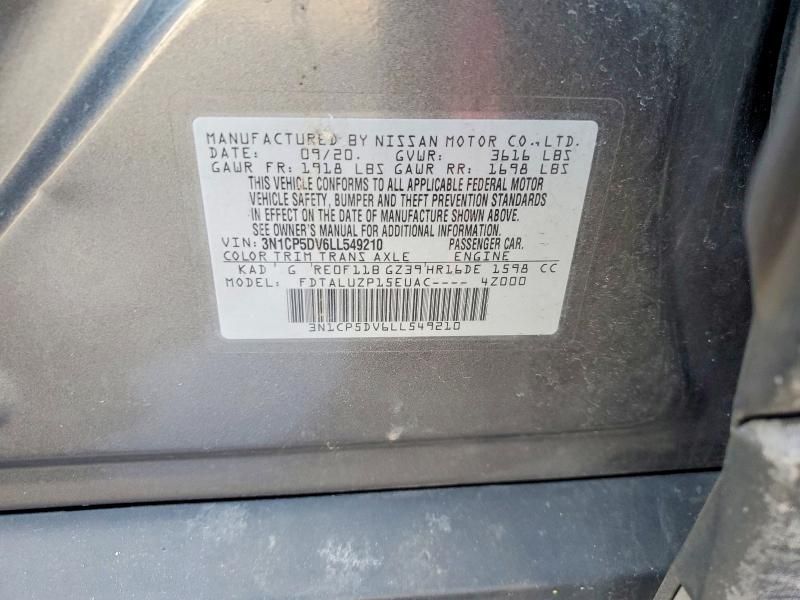 MANUFACTURED BY NISSAN MOTOR CO., LTD.
DATE: 09/20. GVWR: 3616 LBS
GAWR FR: 1918 LBS GAWR RR: 1698 LBS
THIS VEHICLE CONFORMS TO ALL APPLICABLE FEDERAL MOTOR
VEHICLE SAFETY, BUMPER AND THEFT PREVENTION STANDARDS
IN EFFECT ON THE DATE OF MANUFACTURE SHOWN ABOVE.
SEE OWNER'S MANUAL FOR ADDITIONAL INFORMATION.
VIN: 3N1CP5DV6LL549210 PASSENGER CAR.
COLOR TRIM TRANS AXLE ENGINE
KAD G RE0F11B GZ39 HR16DE 1598 CC
MODEL: FDTALUZP15EUAC---- 4Z000
3N1CP5DV6LL549210